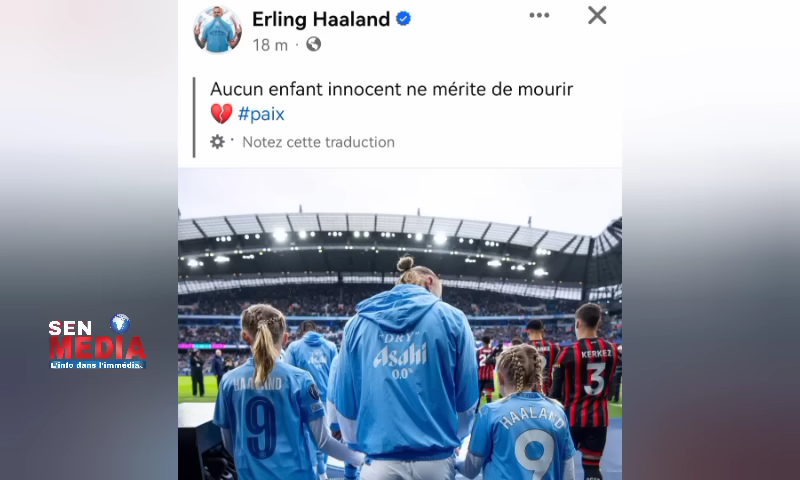 Erling Haaland
18 m
Aucun enfant innocent ne mérite de mourir
#paix
Notez cette traduction
SEN
MEDIA
L'info dans l'immédia.
DRY
Asahi
0.0%
HAALAND
9
HAALAND
9
KERKEZ
3